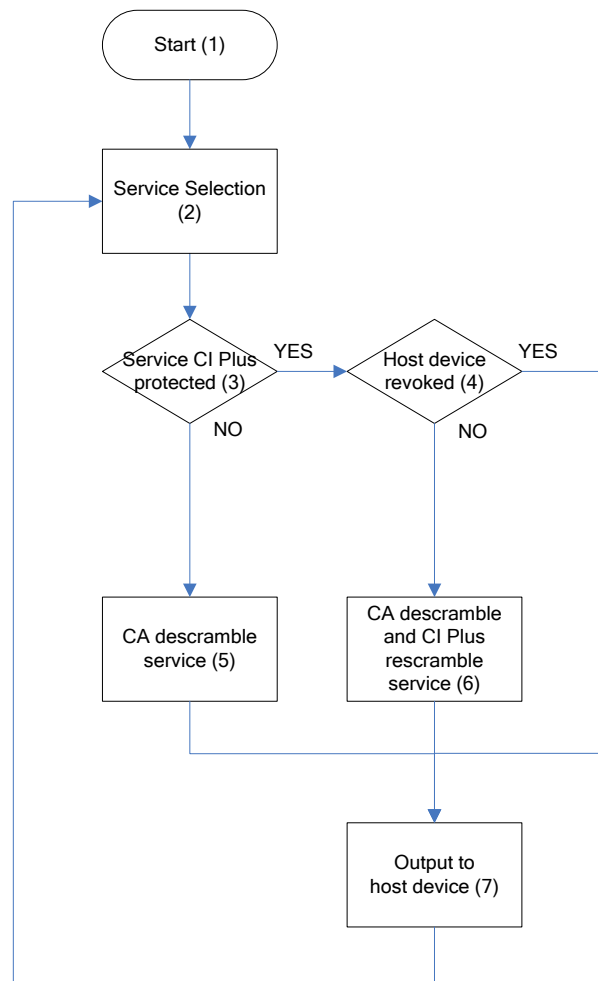 Start (1)
Service Selection
(2)
Service CI Plus
protected (3)
YES
Host device
revoked (4)
YES
NO
NO
CA descramble
service (5)
CA descramble
and CI Plus
rescramble
service (6)
Output to
host device (7)